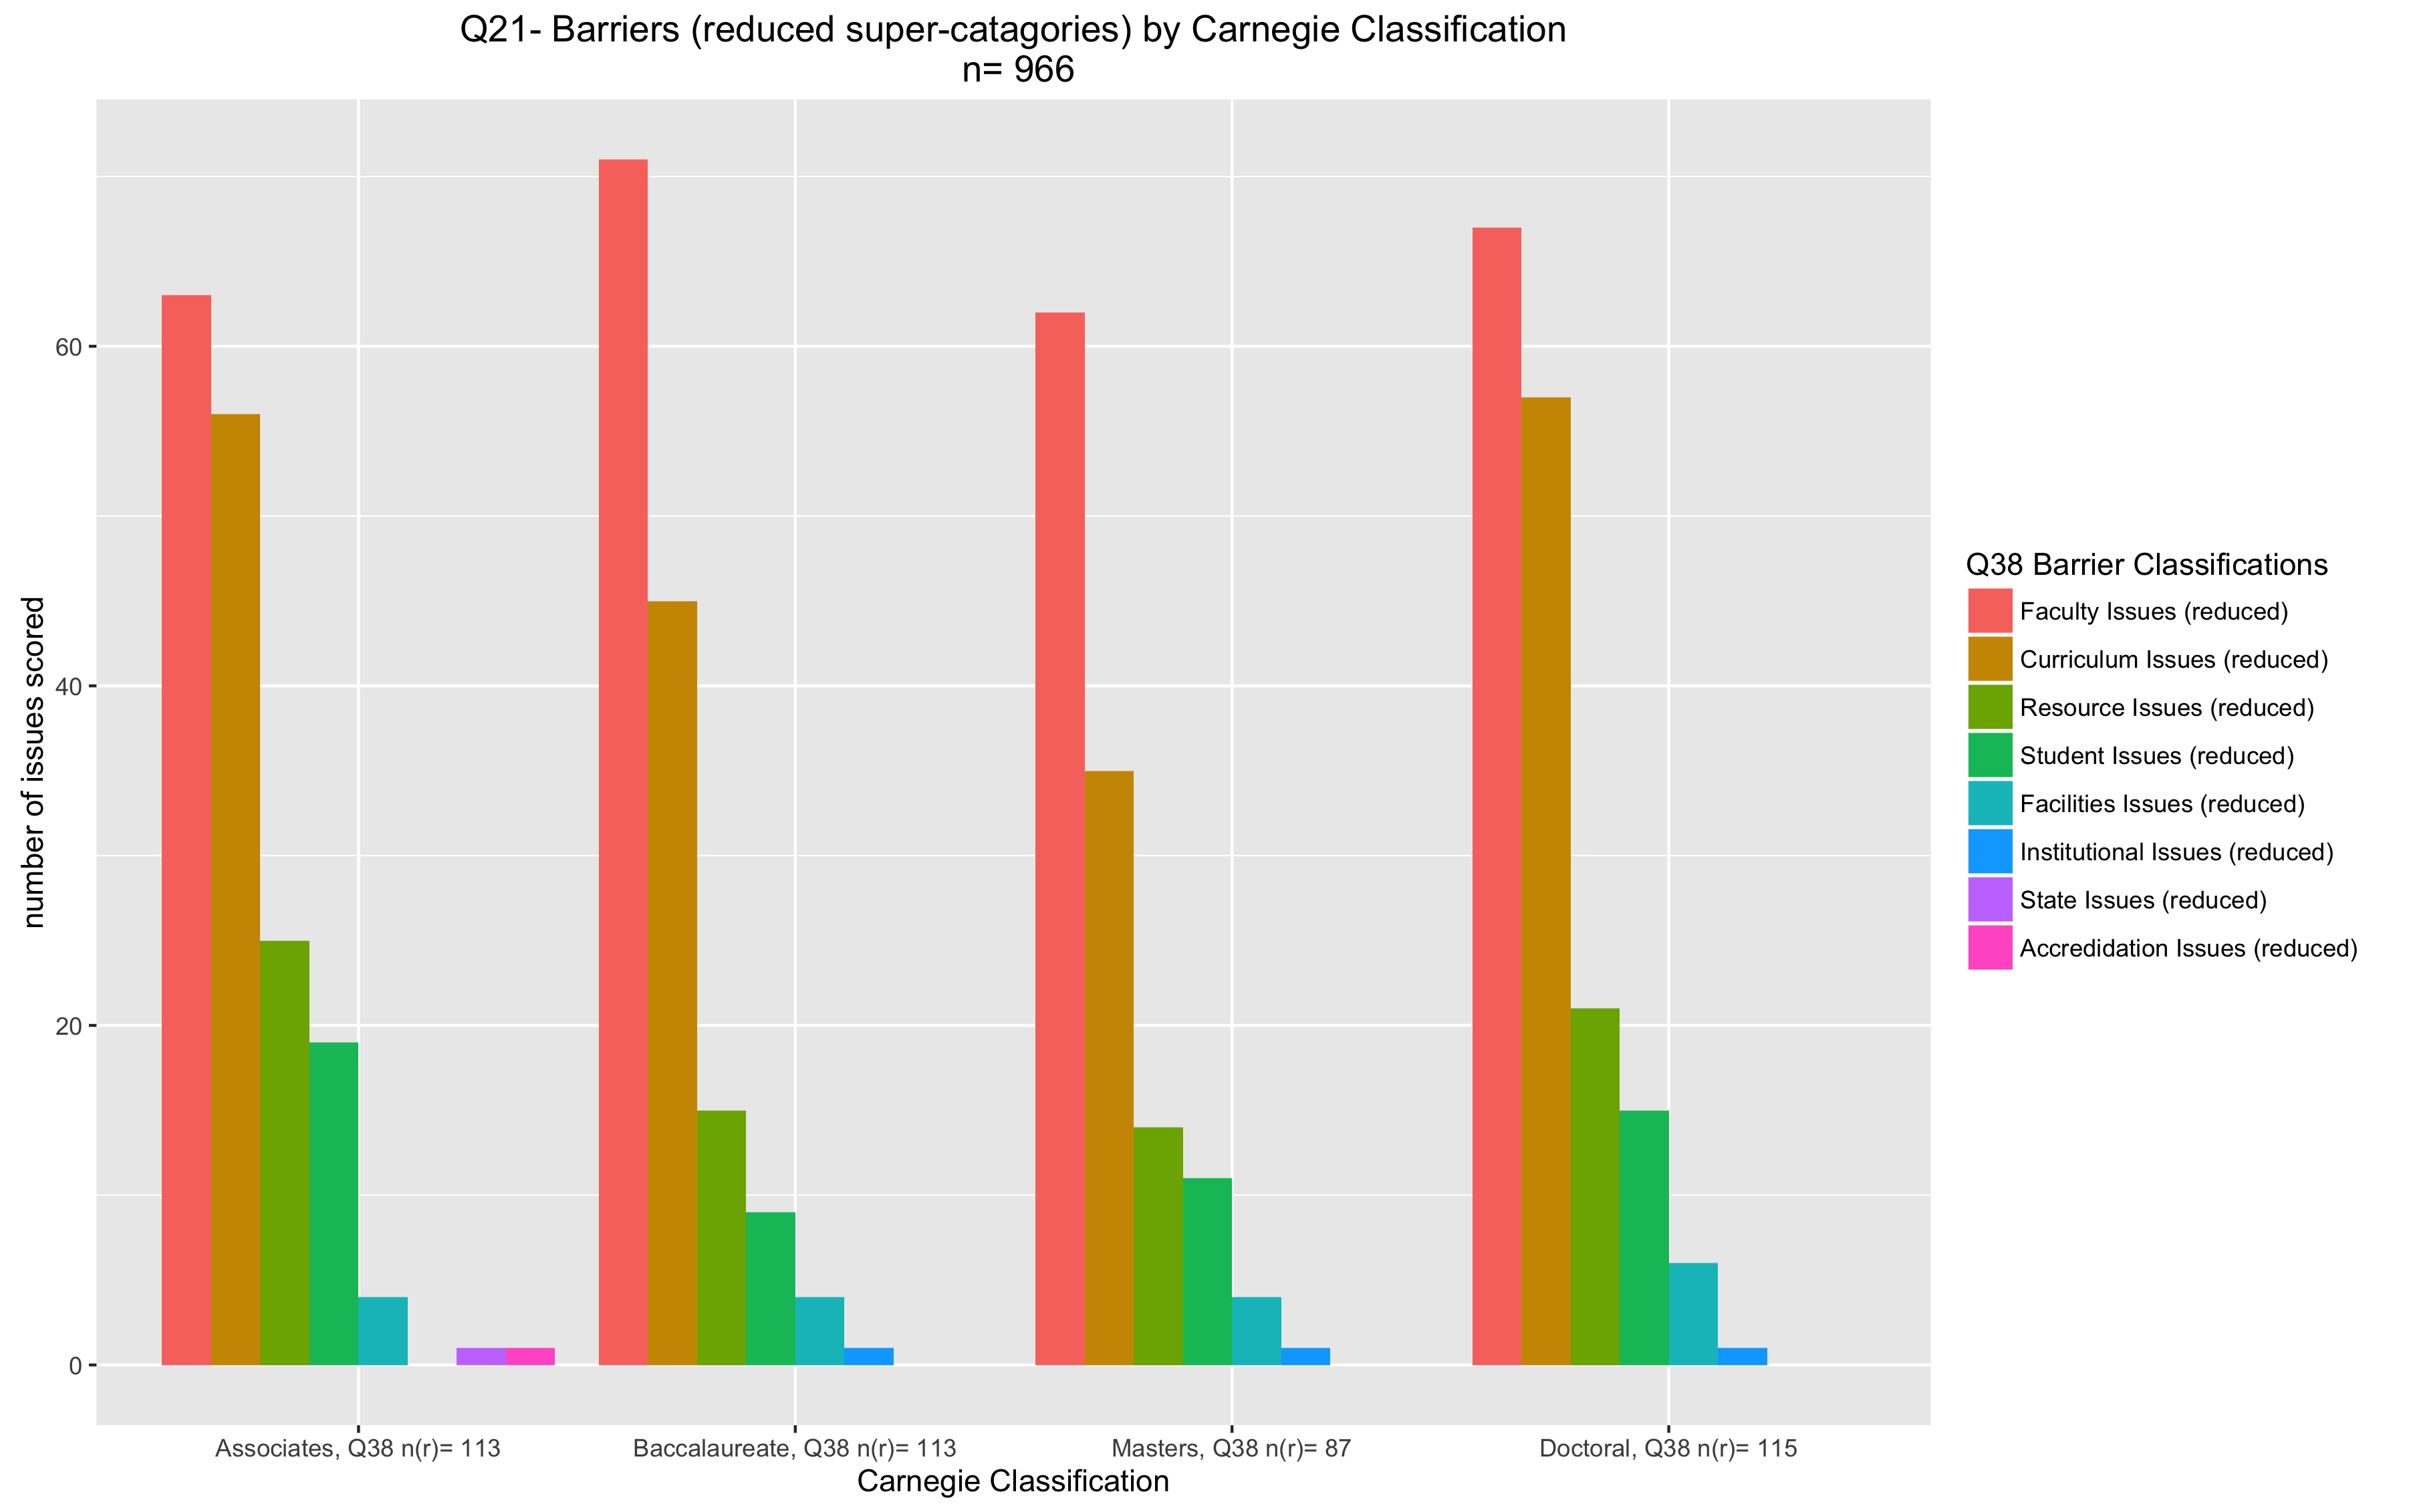 Q21- Barriers (reduced super-catagories) by Carnegie Classification
n= 966
number of issues scored
60
40
20
0
Associates, Q38 n(r)= 113
Baccalaureate, Q38 n(r)= 113
Masters, Q38 n(r)= 87
Doctoral, Q38 n(r)= 115
Carnegie Classification
Q38 Barrier Classifications
Faculty Issues (reduced)
Curriculum Issues (reduced)
Resource Issues (reduced)
Student Issues (reduced)
Facilities Issues (reduced)
Institutional Issues (reduced)
State Issues (reduced)
Accredidation Issues (reduced)